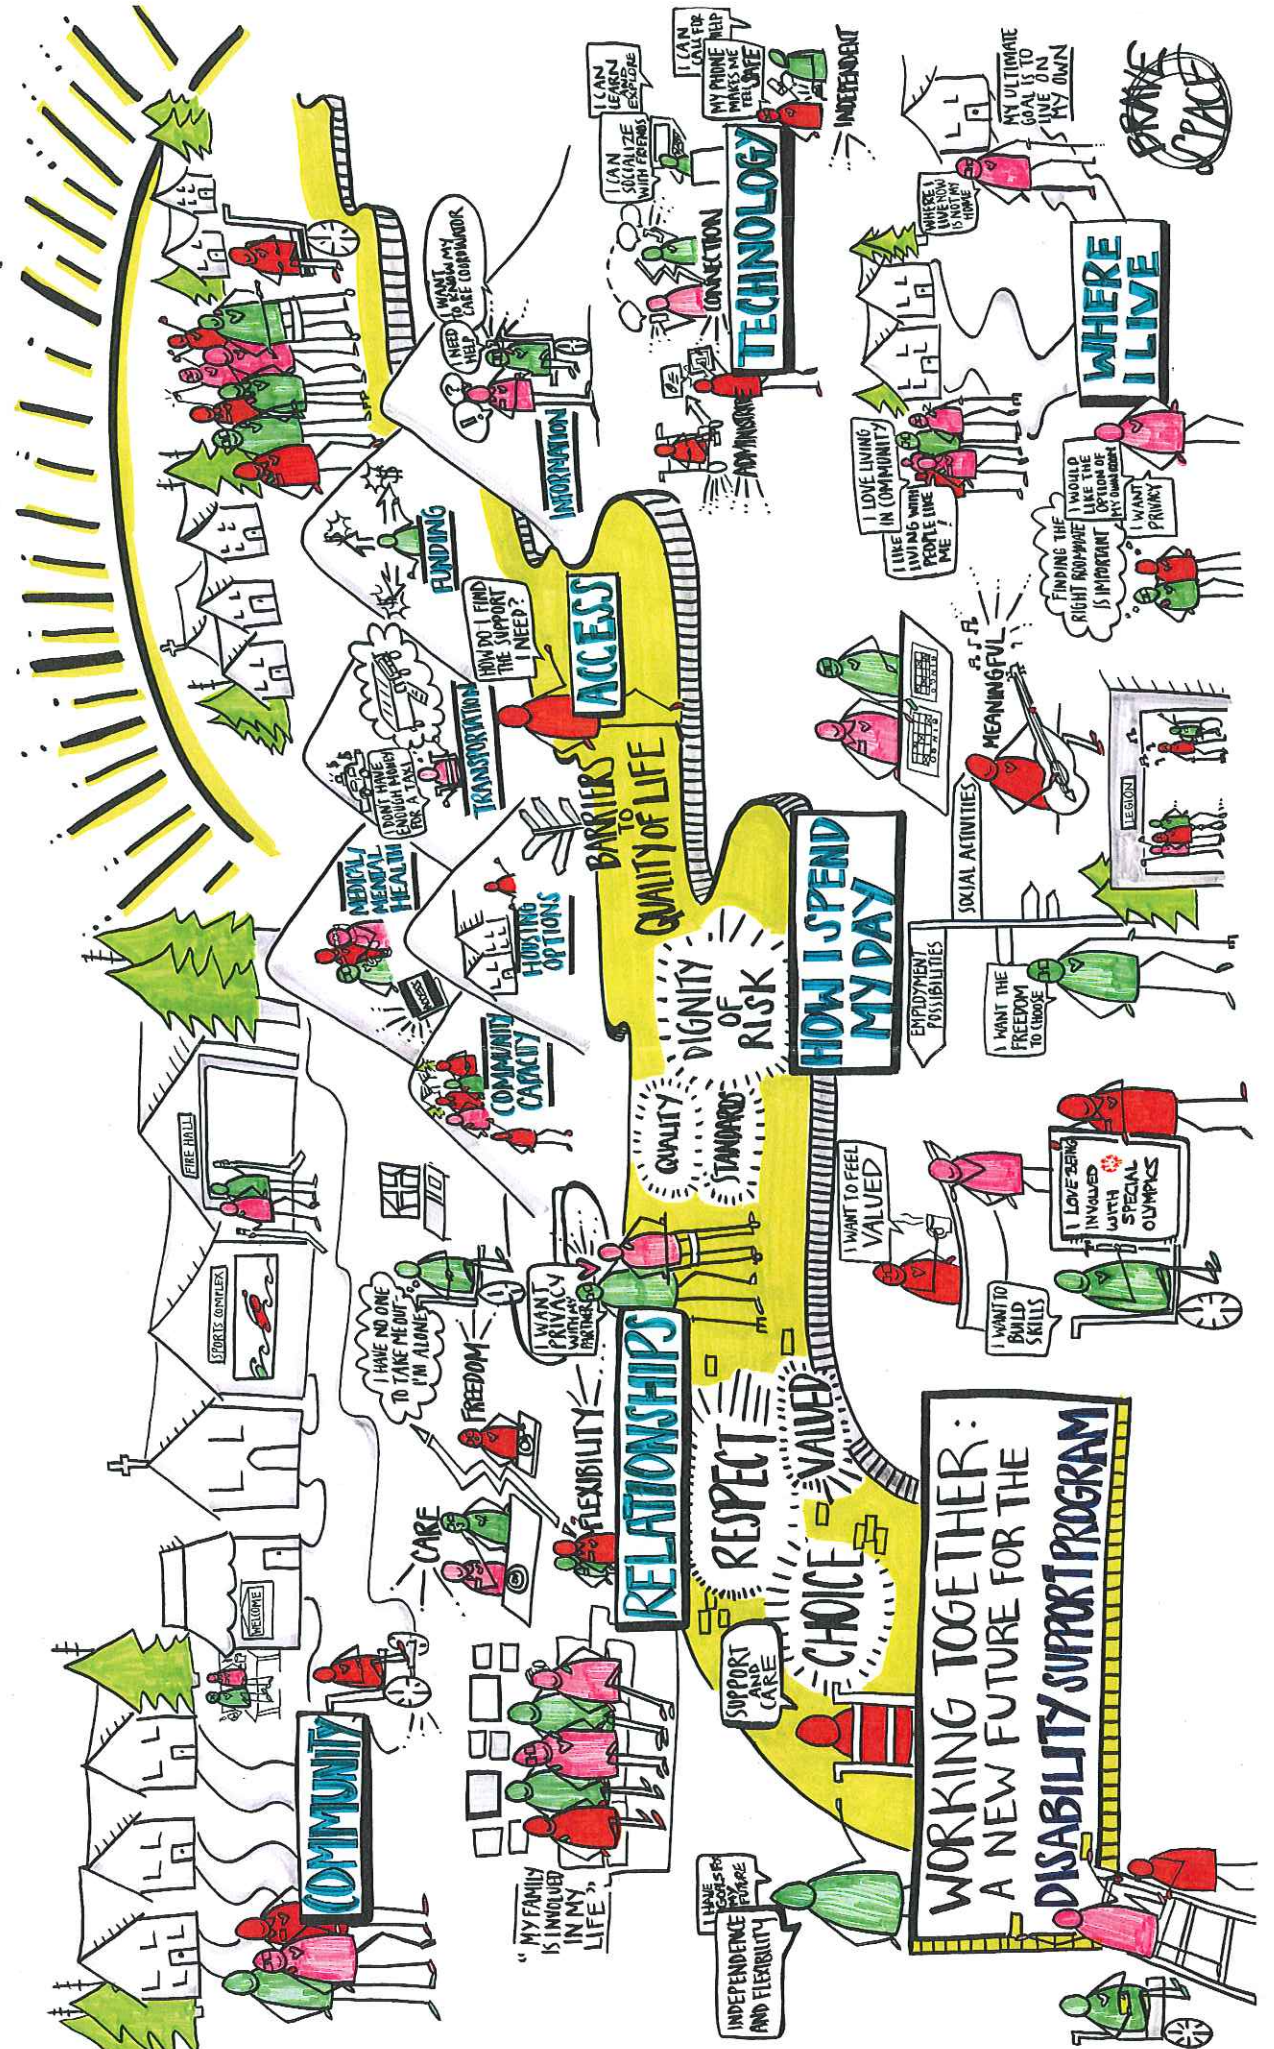 COMMUNITY
WELCOME
SPORTS COMPLEX
FIRE HALL
"MY FAMILY
IS INVOLVED
IN MY
LIFE"
CARE
FREEDOM
FLEXIBILITY
I HAVE NO ONE
TO TAKE ME OUT-
I'M ALONE
I WANT
PRIVACY
WITH MY
PARTNER
RELATIONSHIPS
COMMUNITY
CAPACITY
MEDICAL/
MENTAL
HEALTH
ACCESS
HOUSING
OPTIONS
I DON'T HAVE
ENOUGH MONEY
FOR A TAXI
TRANSPORTATION
FUNDING
HOW DO I FIND
THE SUPPORT
I NEED?
INFORMATION
I NEED
HELP
I WANT
TO KNOW MY
CARE COORDINATOR
BARRIERS
TO
QUALITY OF LIFE
ACCESS
INDEPENDENCE
AND FLEXIBILITY
I HAVE
GOALS FOR
MY
FUTURE
SUPPORT
AND
CARE
RESPECT
CHOICE
VALUED
QUALITY
STANDARDS
DIGNITY
OF
RISK
WORKING TOGETHER:
A NEW FUTURE FOR THE
DISABILITY SUPPORT PROGRAM
HOW I SPEND
MY DAY
I WANT TO FEEL
VALUED
I WANT TO
BUILD
SKILLS
I LOVE BEING
INVOLVED
WITH
SPECIAL
OLYMPICS
EMPLOYMENT
POSSIBILITIES
SOCIAL ACTIVITIES
I WANT THE
FREEDOM
TO CHOOSE
MEANINGFUL
BINGO
BINGO
LEGION
TECHNOLOGY
CONNECTION
I CAN
SOCIALIZE
WITH FRIENDS
I CAN
LEARN
AND
EXPLORE
MY PHONE
MAKES ME
FEEL SAFE
I CAN
CALL FOR
HELP
INDEPENDENT
WHERE
I LIVE
I LIKE
LIVING WITH
PEOPLE LIKE
ME!
I LOVE LIVING
IN COMMUNITY
FINDING THE
RIGHT ROOMMATE
IS IMPORTANT
I WOULD
LIKE THE
OPTION OF
MY OWN ROOM
I WANT
PRIVACY
WHERE I
LIVE NOW
IS NOT MY
HOME
MY ULTIMATE
GOAL IS TO
LIVE ON
MY OWN
BRAVE
SPACE